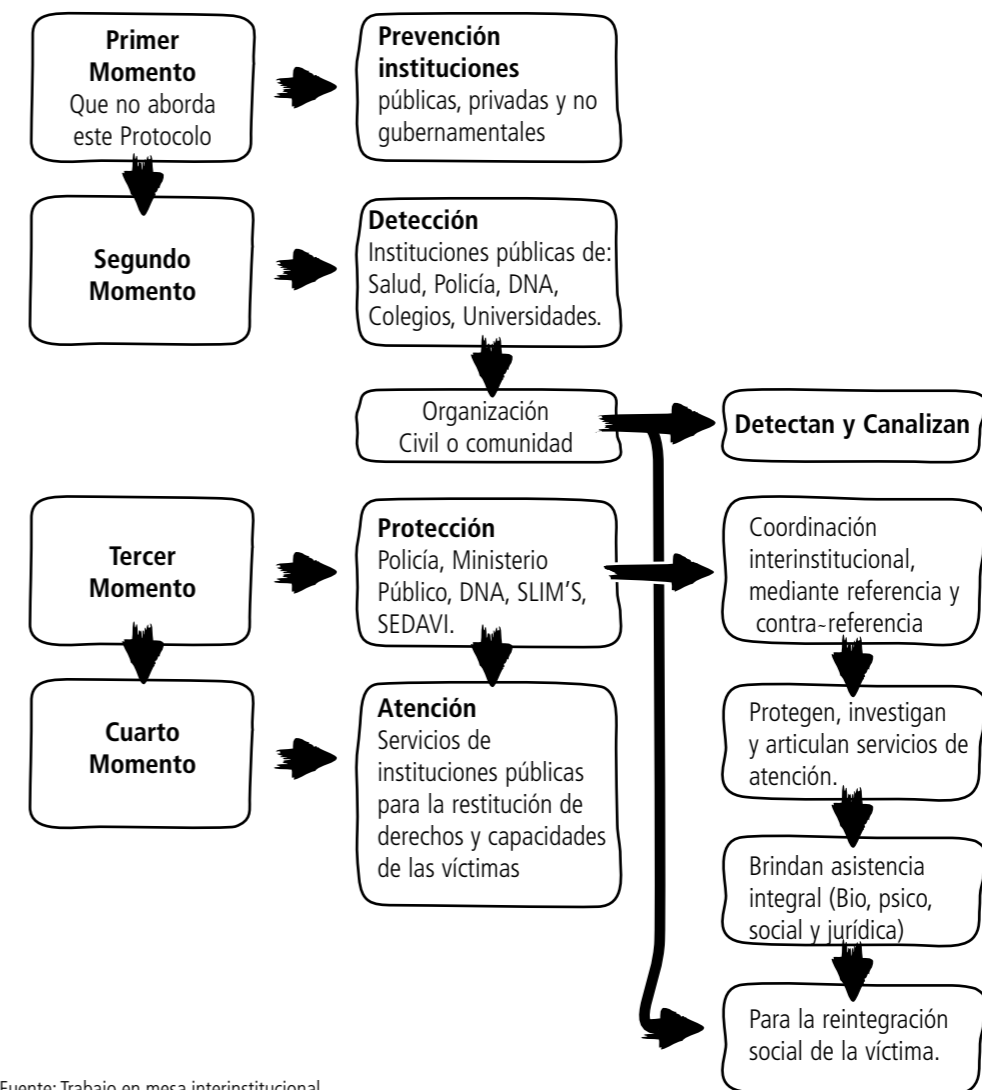 Primer
Momento
Que no aborda
este Protocolo
Prevención
instituciones
públicas, privadas y no
gubernamentales
Segundo
Momento
Detección
Instituciones públicas de:
Salud, Policía, DNA,
Colegios, Universidades.
Organización
Civil o comunidad
Detectan y Canalizan
Tercer
Momento
Protección
Policía, Ministerio
Público, DNA, SLIM'S,
SEDAVI.
Coordinación
interinstitucional,
mediante referencia y
contra-referencia
Cuarto
Momento
Atención
Servicios de
instituciones públicas
para la restitución de
derechos y capacidades
de las víctimas
Protegen, investigan
y articulan servicios de
atención.
Brindan asistencia
integral (Bio, psico,
social y jurídica)
Para la reintegración
social de la víctima.
Fuente: Trabajo en mesa interinstitucional